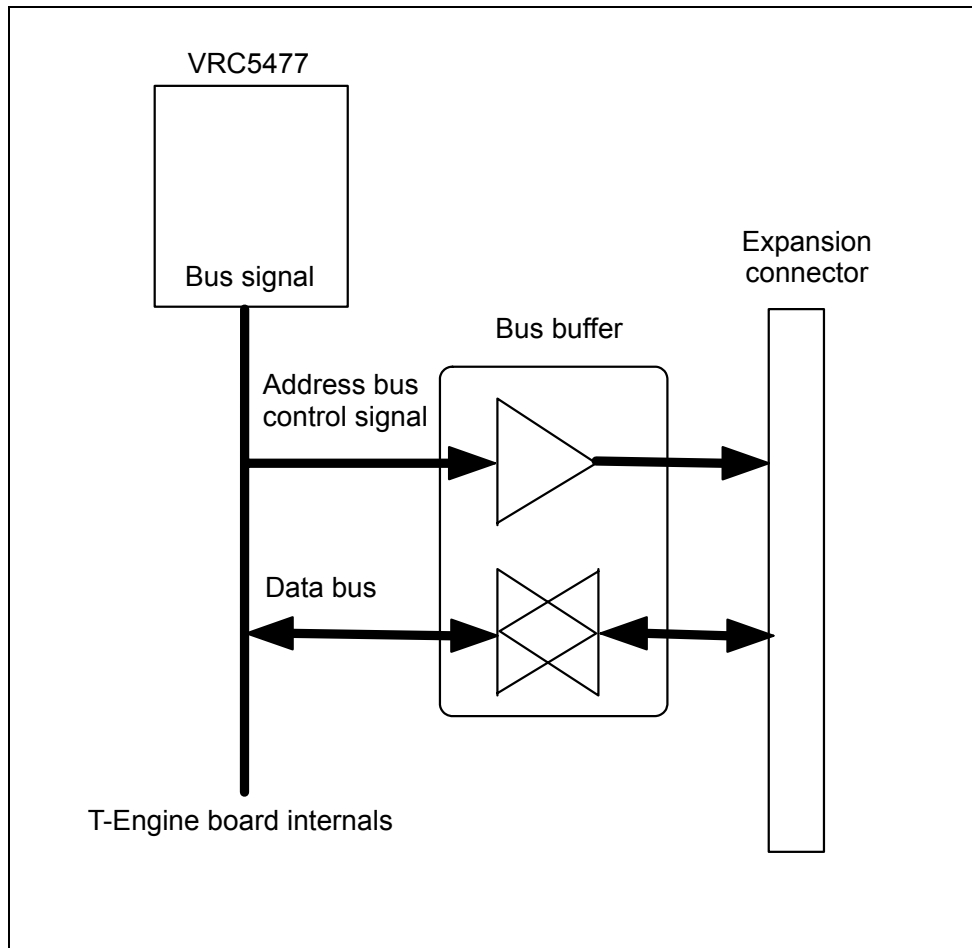 VRC5477
Bus signal
Expansion
connector
Bus buffer
Address bus
control signal
Data bus
T-Engine board internals